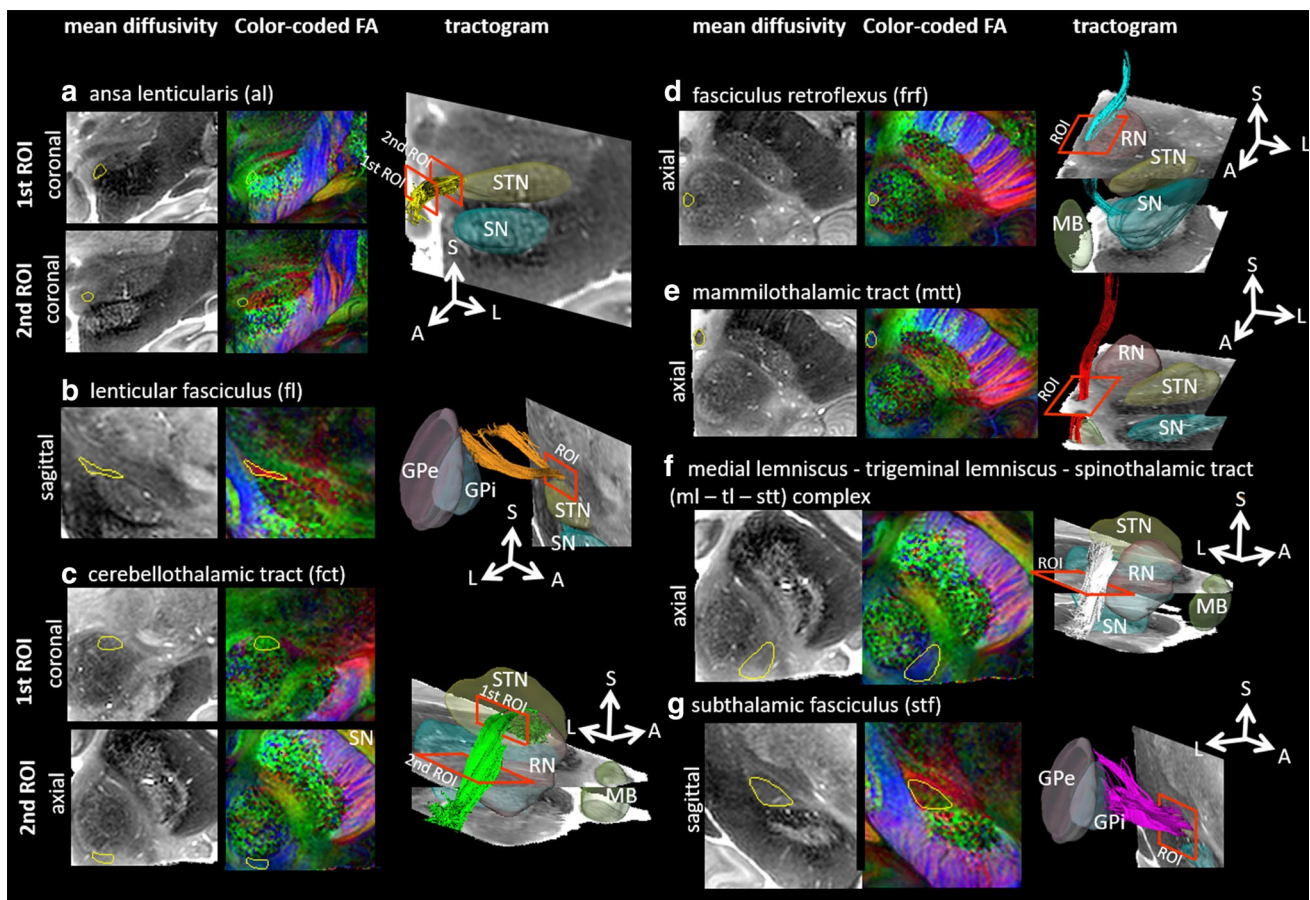 mean diffusivity Color-coded FA tractogram
a ansa lenticularis (al)
1st ROI
coronal
2nd ROI
coronal
2nd ROI
1st ROI
STN
SN
S
L
A
b lenticular fasciculus (fl)
sagittal
GPe
GPi
ROI
STN
SN
S
L
A
c cerebellothalamic tract (fct)
1st ROI
coronal
2nd ROI
axial
SN
STN
1st ROI
2nd ROI
RN
MB
S
L
A
mean diffusivity Color-coded FA tractogram
d fasciculus retroflexus (frf)
axial
ROI
RN
STN
SN
MB
S
L
A
e mammilothalamic tract (mtt)
axial
ROI
RN
STN
SN
S
L
A
f medial lemniscus - trigeminal lemniscus - spinothalamic tract
(ml – tl – stt) complex
axial
STN
ROI
RN
SN
MB
S
L
A
g subthalamic fasciculus (stf)
sagittal
GPe
GPi
ROI
S
L
A